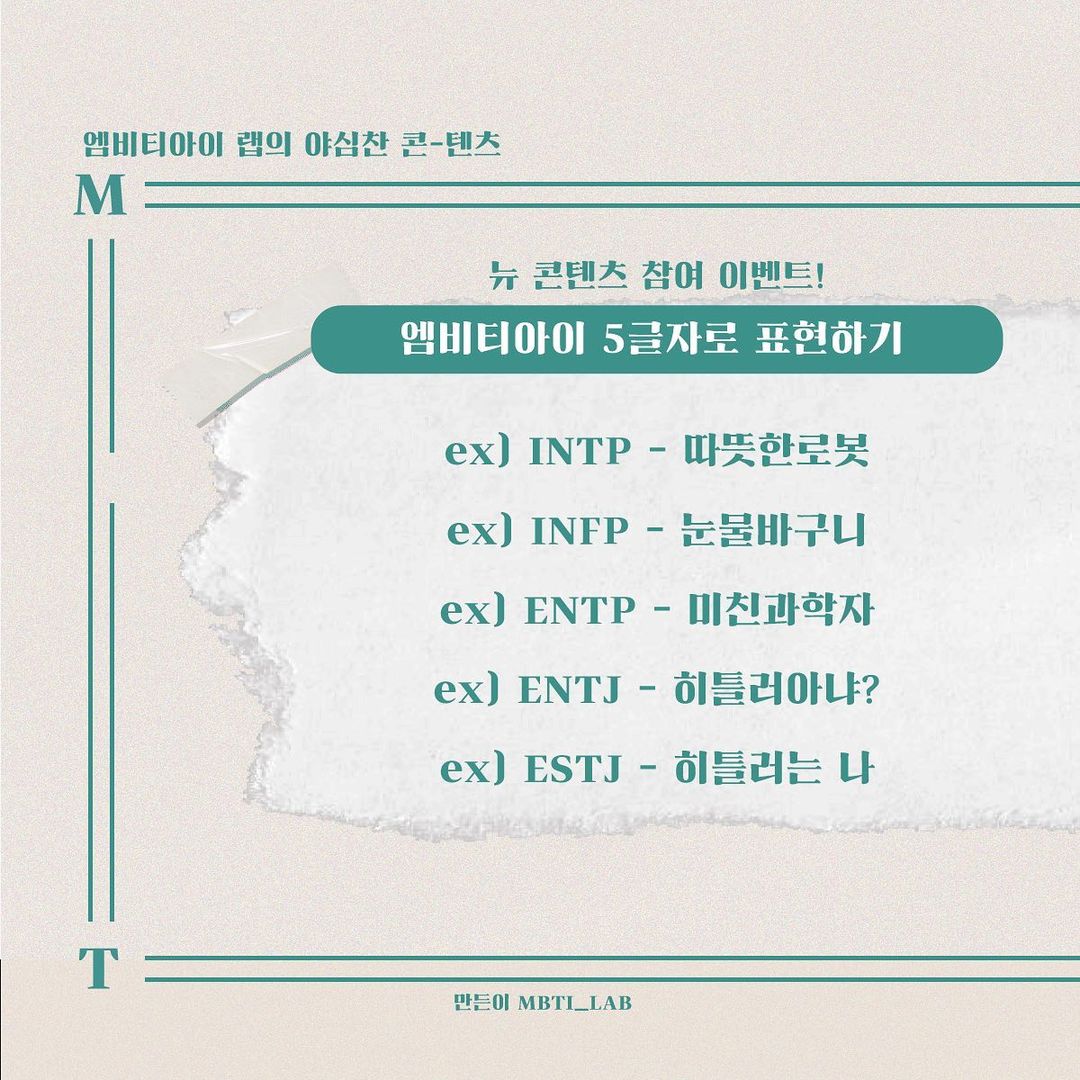 엠비티아이 랩의 야심찬 콘-텐츠
M
뉴 콘텐츠 참여 이벤트!
엠비티아이 5글자로 표현하기
ex) INTP - 따뜻한로봇
ex) INFP - 눈물바구니
ex) ENTP - 미친과학자
ex) ENTJ - 히틀러아냐?
ex) ESTJ - 히틀러는 나
T
만든이 MBTI_LAB